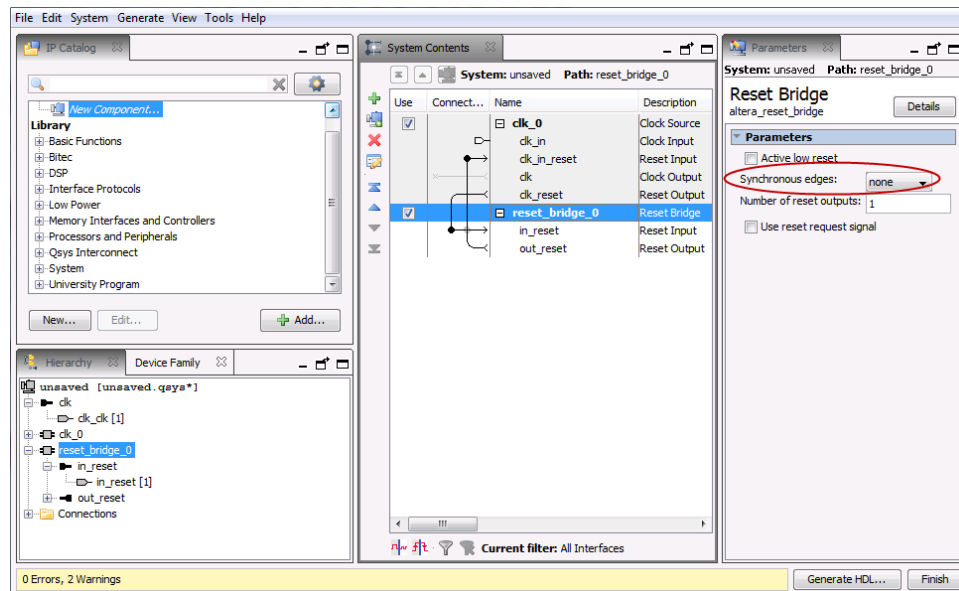 File Edit System Generate View Tools Help
IP Catalog
New Component...
Library
Basic Functions
Bitec
DSP
Interface Protocols
Low Power
Memory Interfaces and Controllers
Processors and Peripherals
Qsys Interconnect
System
University Program
New... Edit... Add...
Hierarchy Device Family
unsaved [unsaved.qsys*]
clk
clk_clk [1]
clk_0
reset_bridge_0
in_reset
in_reset [1]
out_reset
Connections
System Contents
System: unsaved Path: reset_bridge_0
Use Connect... Name Description
clk_0 Clock Source
clk_in Clock Input
clk_in_reset Reset Input
clk Clock Output
clk_reset Reset Output
reset_bridge_0 Reset Bridge
in_reset Reset Input
out_reset Reset Output
Current filter: All Interfaces
Parameters
System: unsaved Path: reset_bridge_0
Reset Bridge
altera_reset_bridge
Details
Parameters
Active low reset
Synchronous edges: none
Number of reset outputs: 1
Use reset request signal
0 Errors, 2 Warnings
Generate HDL... Finish